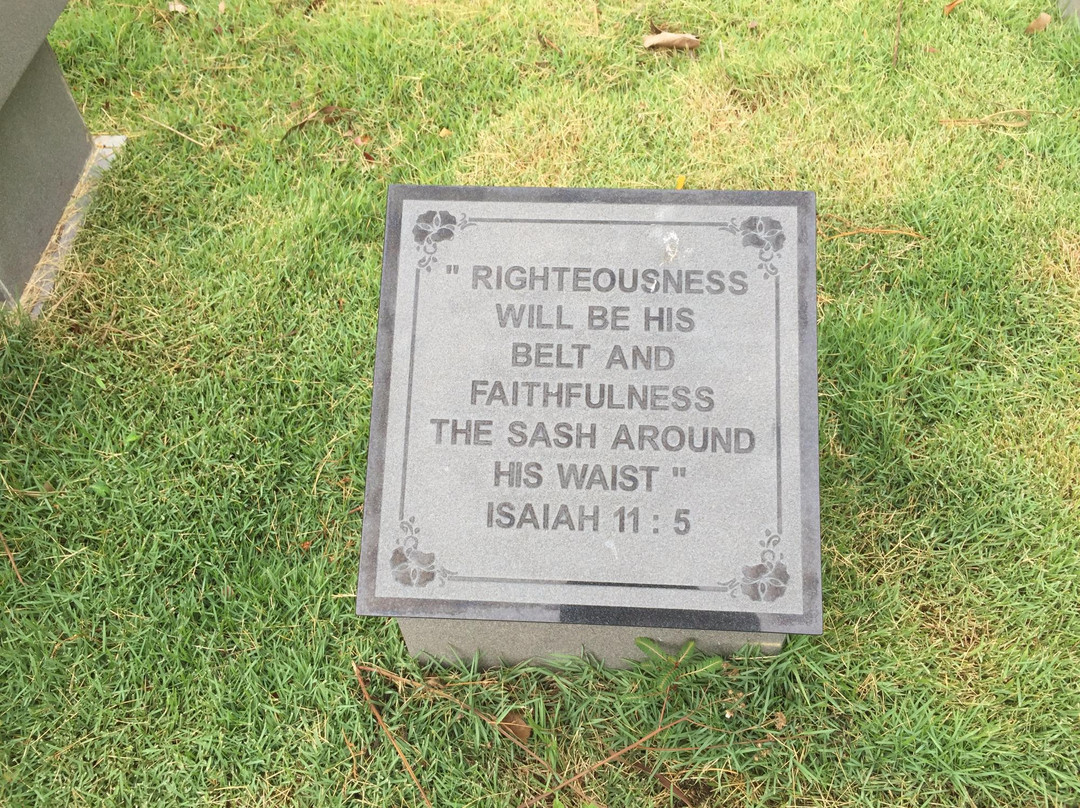 " RIGHTEOUSNESS
WILL BE HIS
BELT AND
FAITHFULNESS
THE SASH AROUND
HIS WAIST "
ISAIAH 11 : 5